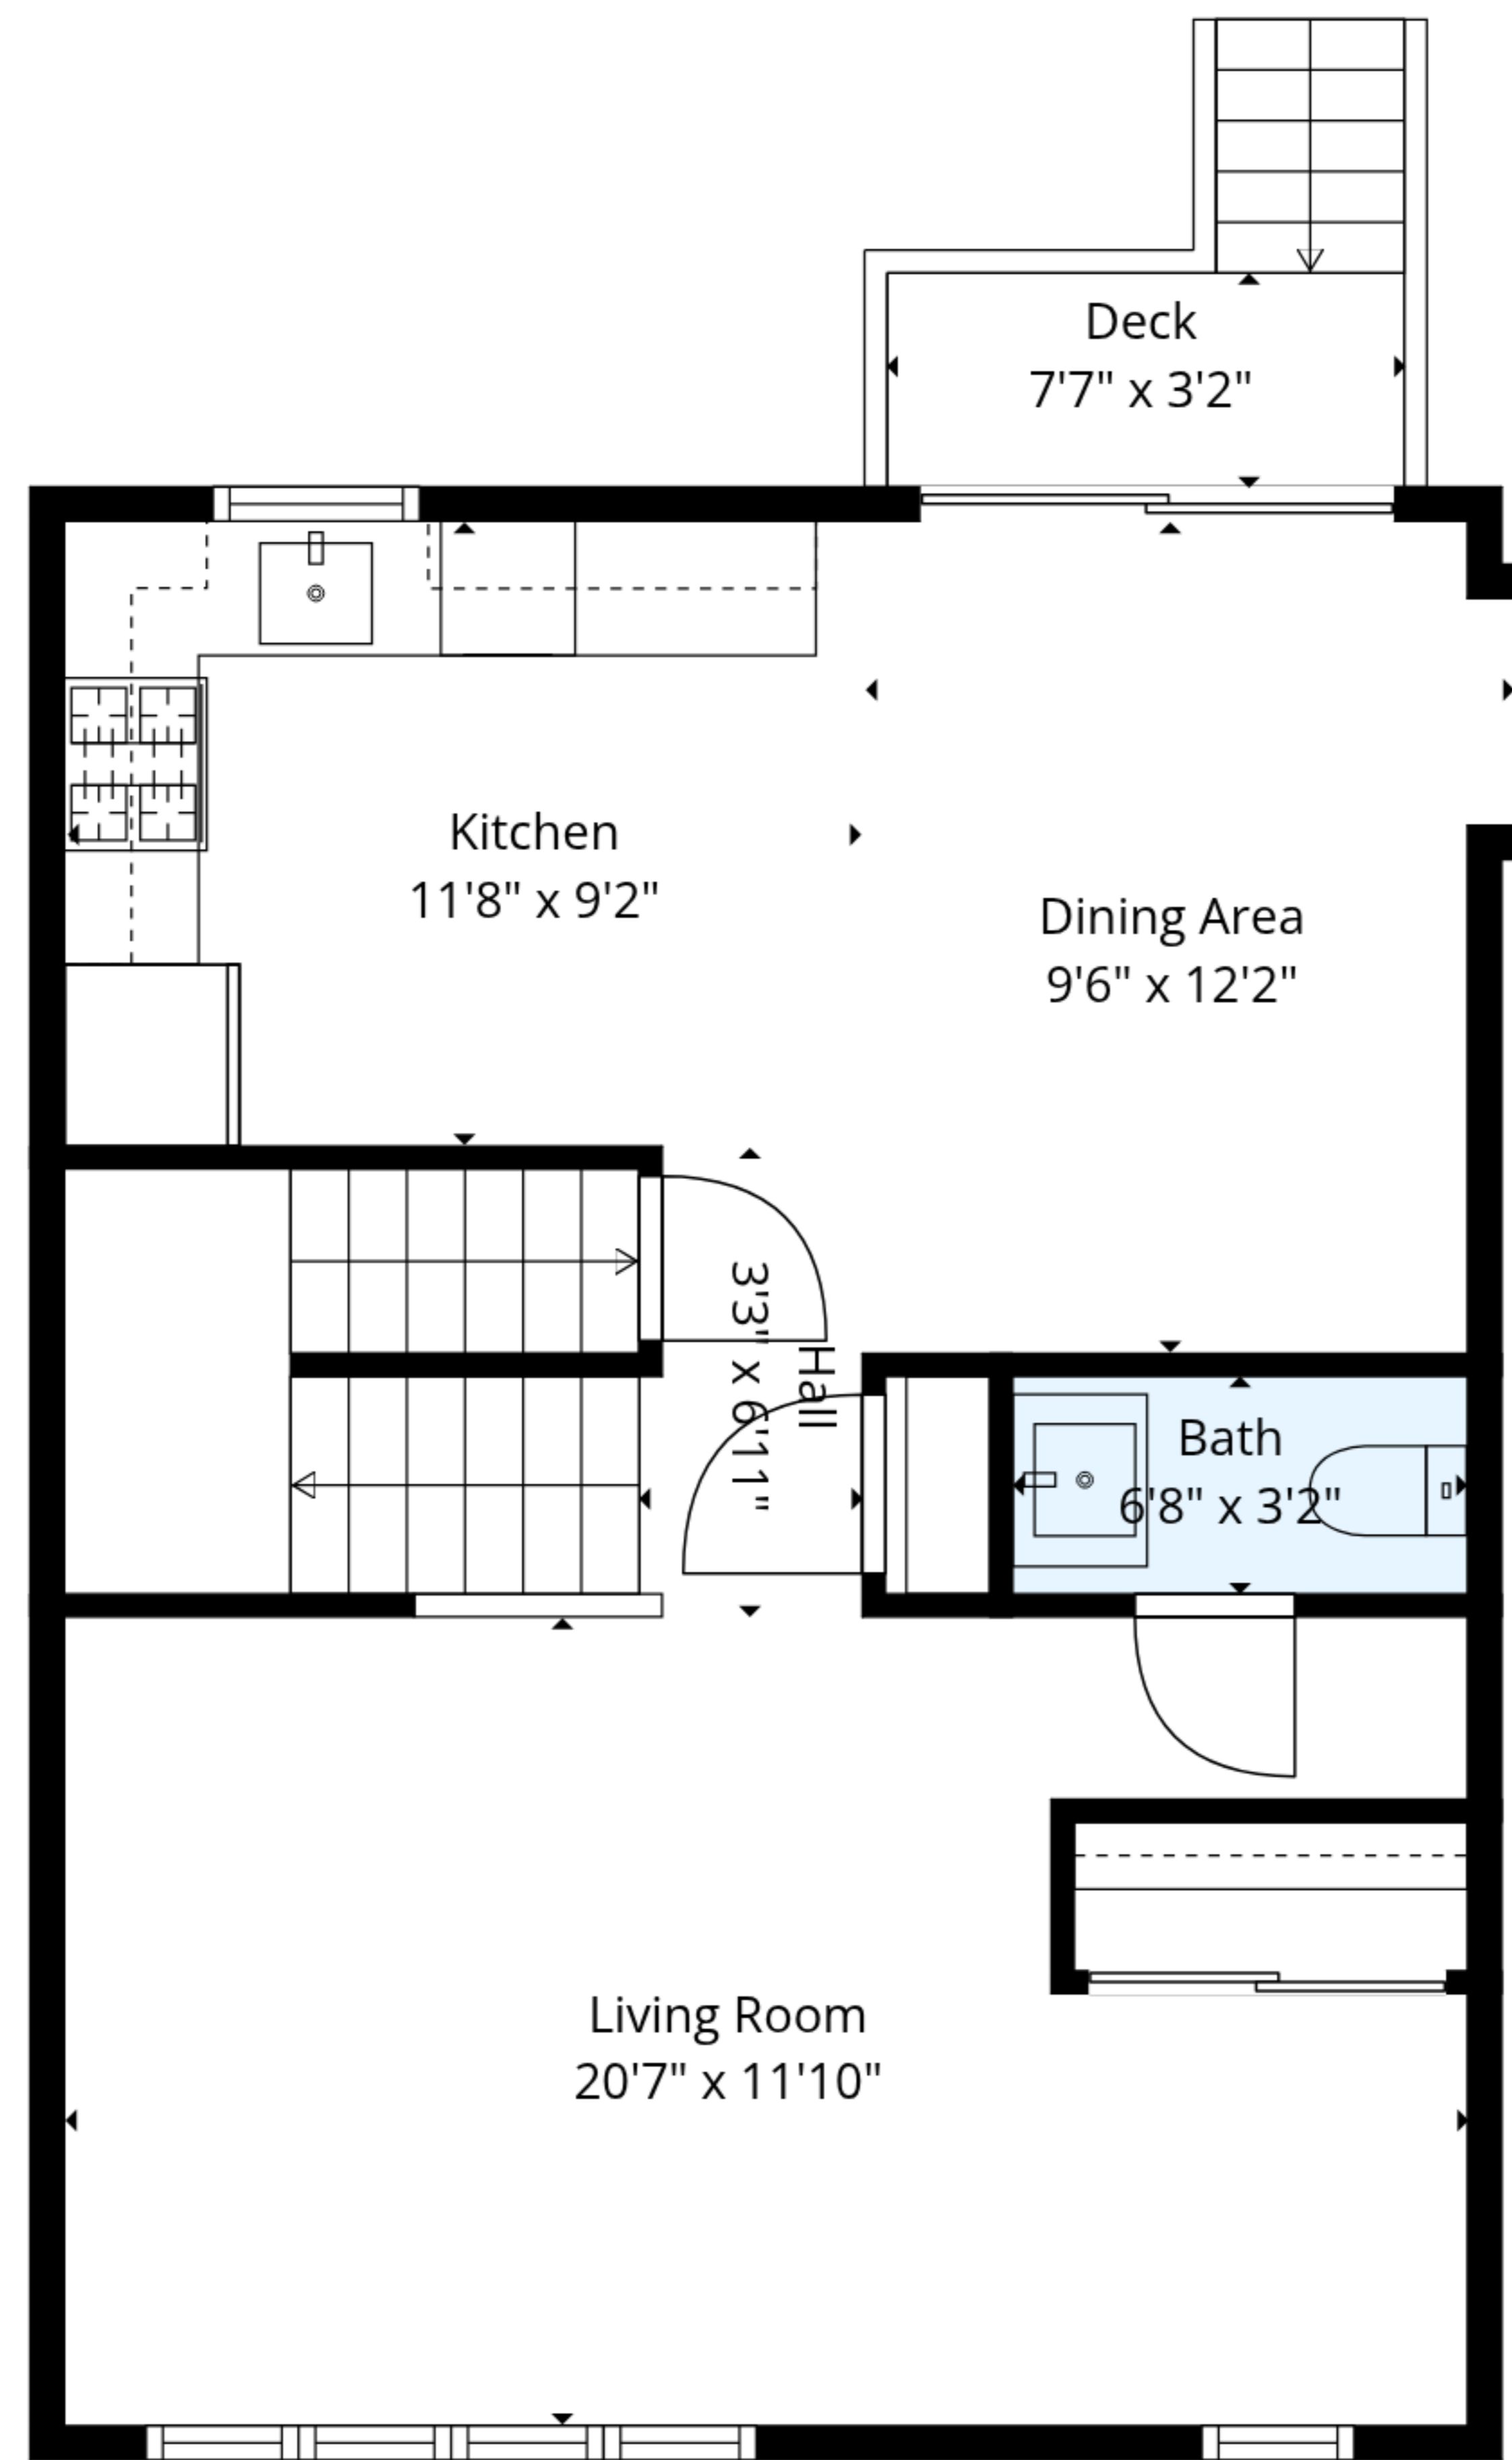 Deck
7'7" x 3'2"
Kitchen
11'8" x 9'2"
Dining Area
9'6" x 12'2"
Hall
3'3" x 6'11"
Bath
6'8" x 3'2"
Living Room
20'7" x 11'10"